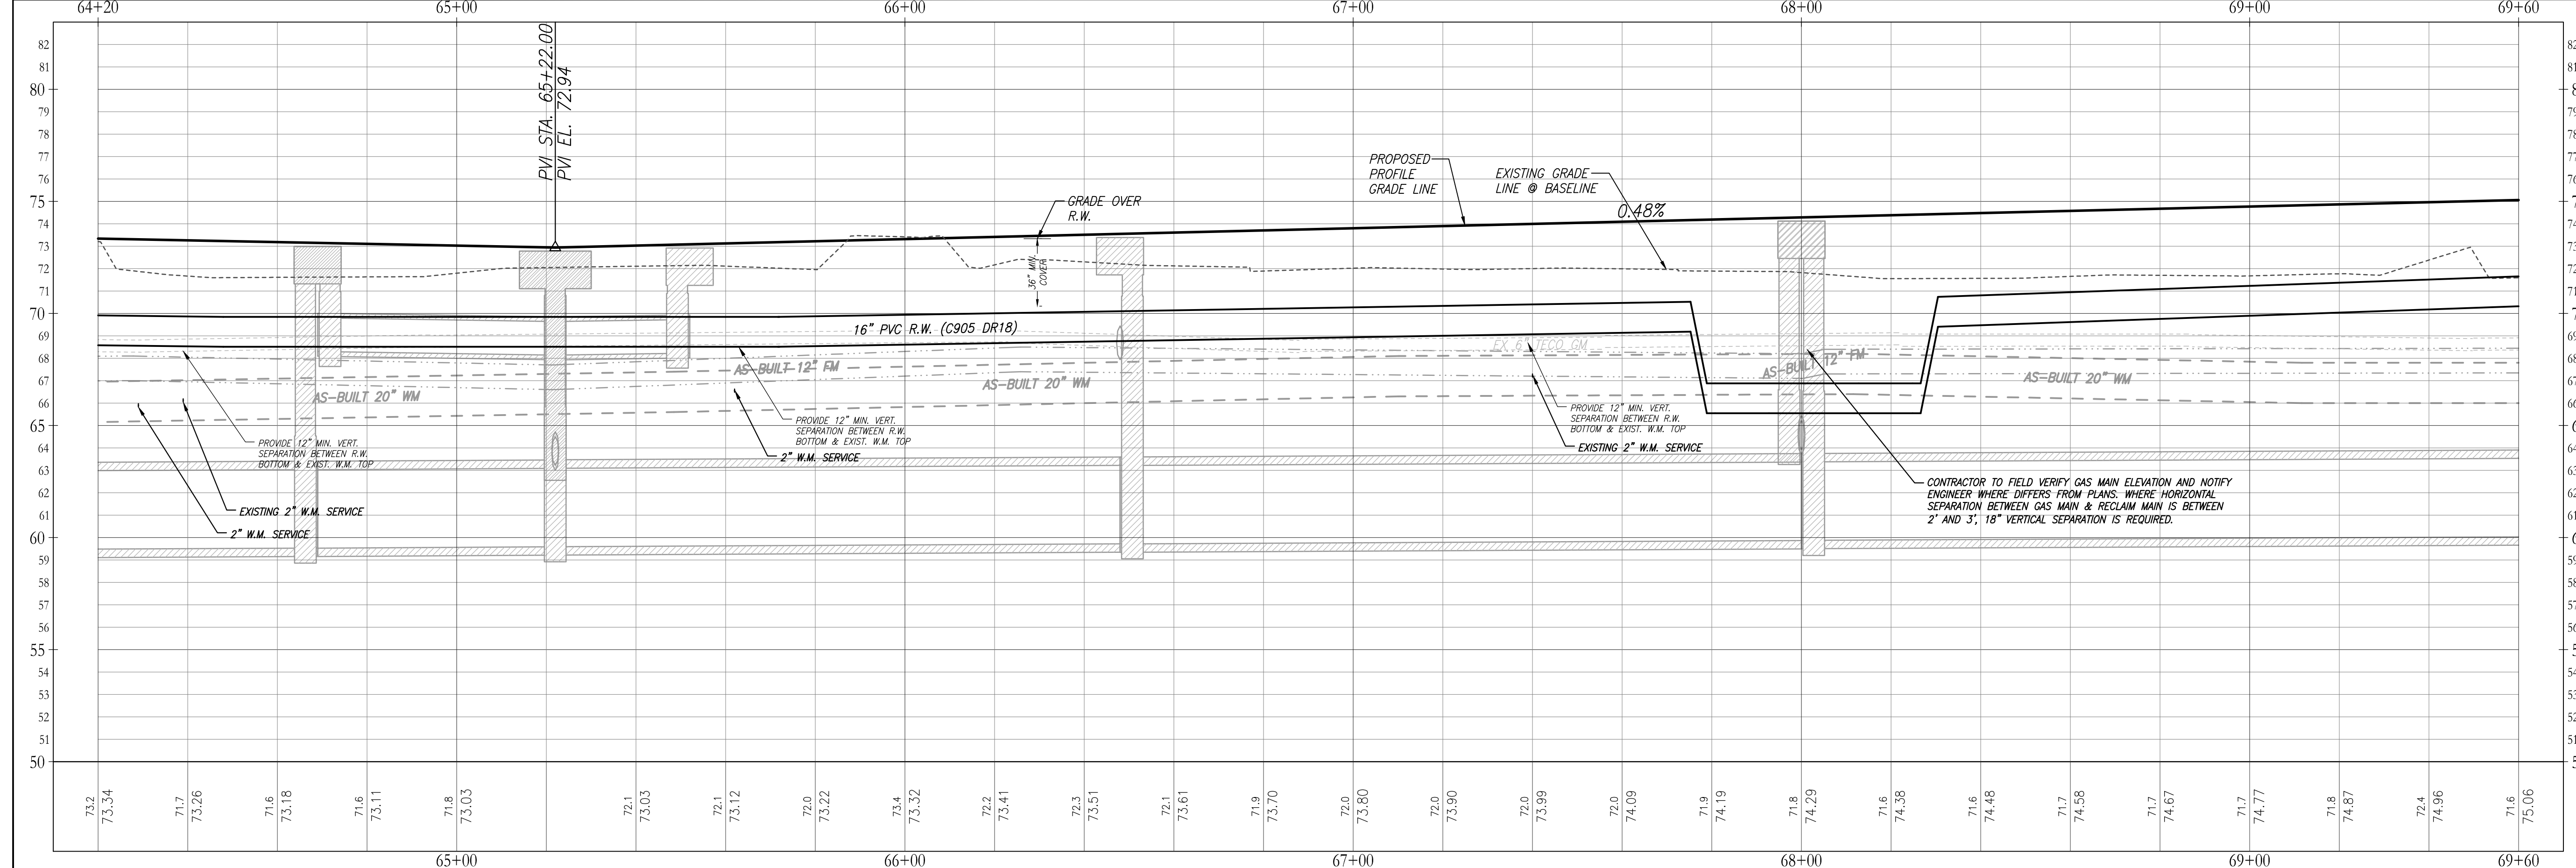 64+20 65+00 66+00 67+00 68+00 69+00 69+60
82
81
80
79
78
77
76
75
74
73
72
71
70
69
68
67
66
65
64
63
62
61
60
59
58
57
56
55
54
53
52
51
50
PVI STA. 65+22.00
PVI EL. 72.94
GRADE OVER
R.W.
36" MIN.
COVER
PROPOSED
PROFILE
GRADE LINE
EXISTING GRADE
LINE @ BASELINE
0.48%
16" PVC R.W. (C905 DR18)
AS-BUILT 12" FM
AS-BUILT 20" WM
AS-BUILT 20" WM
EX. 6" TECO GM
AS-BUILT 12" FM
AS-BUILT 20" WM
PROVIDE 12" MIN. VERT.
SEPARATION BETWEEN R.W.
BOTTOM & EXIST. W.M. TOP
EXISTING 2" W.M. SERVICE
2" W.M. SERVICE
PROVIDE 12" MIN. VERT.
SEPARATION BETWEEN R.W.
BOTTOM & EXIST. W.M. TOP
2" W.M. SERVICE
PROVIDE 12" MIN. VERT.
SEPARATION BETWEEN R.W.
BOTTOM & EXIST. W.M. TOP
EXISTING 2" W.M. SERVICE
CONTRACTOR TO FIELD VERIFY GAS MAIN ELEVATION AND NOTIFY
ENGINEER WHERE DIFFERS FROM PLANS. WHERE HORIZONTAL
SEPARATION BETWEEN GAS MAIN & RECLAIM MAIN IS BETWEEN
2' AND 3', 18" VERTICAL SEPARATION IS REQUIRED.
73.2
73.34
71.7
73.26
71.6
73.18
71.6
73.11
71.8
73.03
72.1
73.03
72.1
73.12
72.0
73.22
73.4
73.32
72.2
73.41
72.3
73.51
72.1
73.61
71.9
73.70
72.0
73.80
72.0
73.90
72.0
73.99
72.0
74.09
71.9
74.19
71.8
74.29
71.6
74.38
71.6
74.48
71.7
74.58
71.7
74.67
71.7
74.77
71.8
74.87
72.4
74.96
71.6
75.06
65+00 66+00 67+00 68+00 69+00 69+60